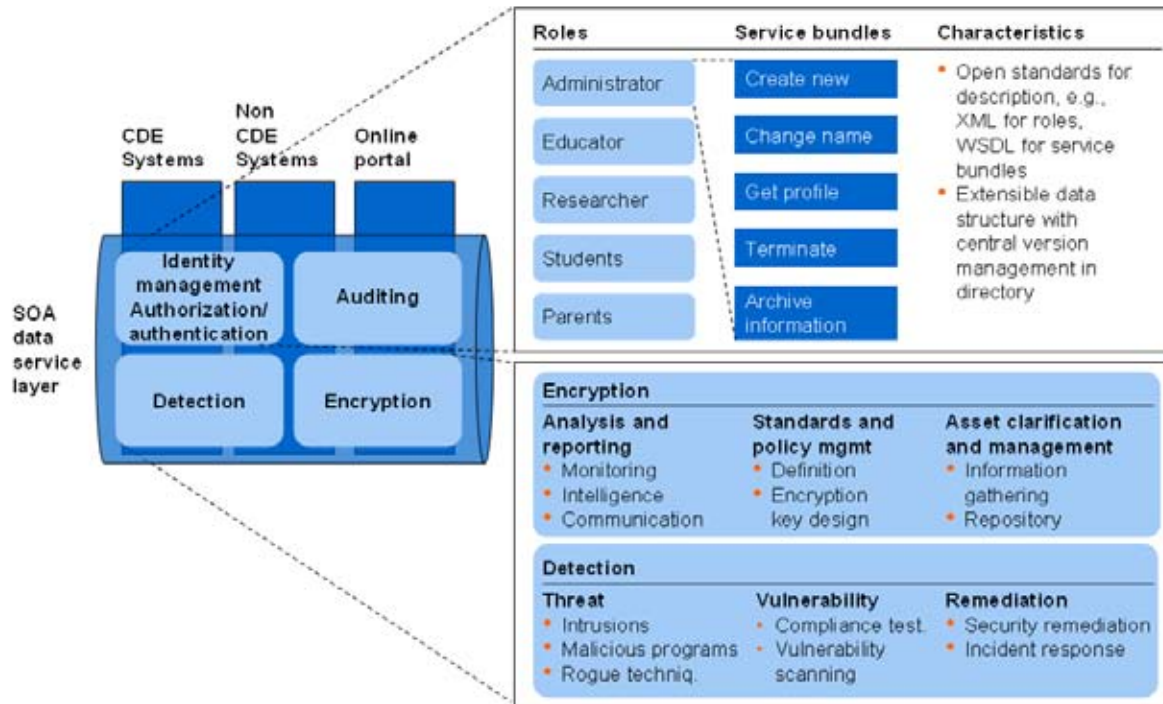 CDE
Systems
Non
CDE
Systems
Online
portal
SOA
data
service
layer
Identity
management
Authorization/
authentication
Auditing
Detection
Encryption
Roles
Administrator
Educator
Researcher
Students
Parents
Service bundles
Create new
Change name
Get profile
Terminate
Archive
information
Characteristics
• Open standards for
description, e.g.,
XML for roles,
WSDL for service
bundles
• Extensible data
structure with
central version
management in
directory
Encryption
Analysis and
reporting
• Monitoring
• Intelligence
• Communication
Standards and
policy mgmt
• Definition
• Encryption
key design
Asset clarification
and management
• Information
gathering
• Repository
Detection
Threat
• Intrusions
• Malicious programs
• Rogue techniq.
Vulnerability
• Compliance test.
• Vulnerability
scanning
Remediation
• Security remediation
• Incident response